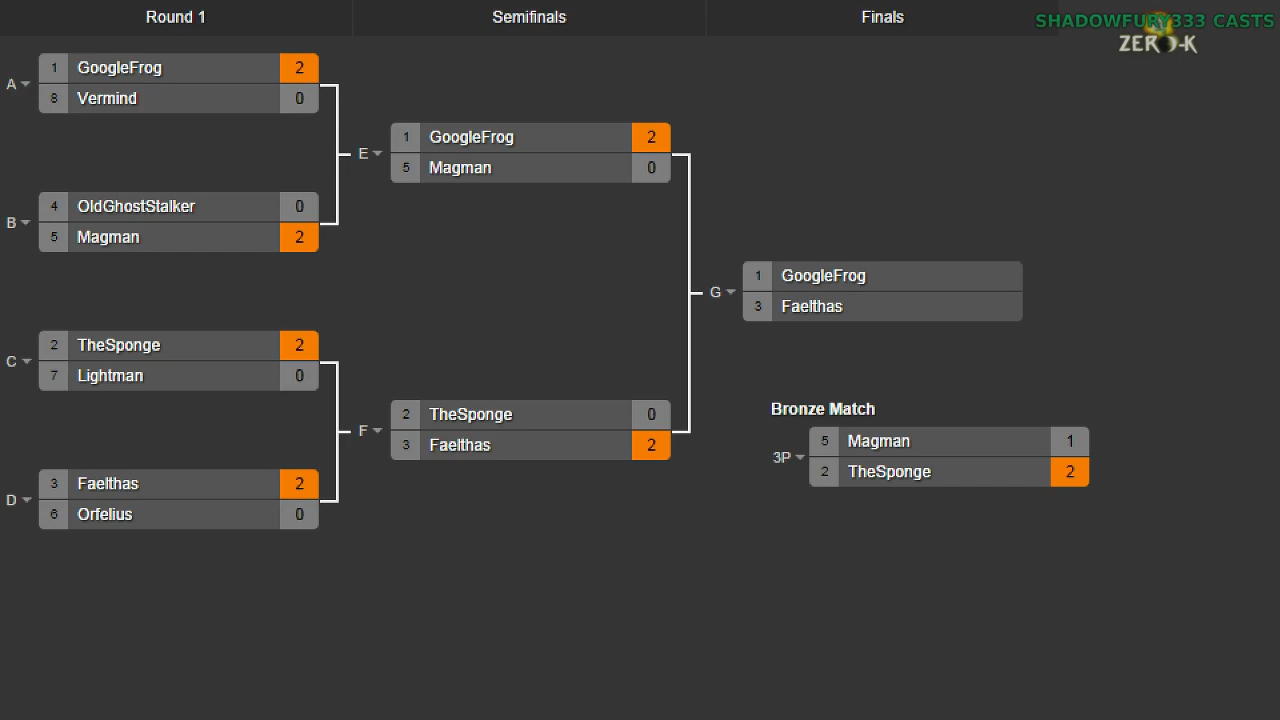 Round 1
Semifinals
Finals
SHADOWFURY333 CASTS
ZERO-K
A
1 GoogleFrog 2
8 Vermind 0
B
4 OldGhostStalker 0
5 Magman 2
C
2 TheSponge 2
7 Lightman 0
D
3 Faelthas 2
6 Orfelius 0
E
1 GoogleFrog 2
5 Magman 0
F
2 TheSponge 0
3 Faelthas 2
G
1 GoogleFrog
3 Faelthas
Bronze Match
3P
5 Magman 1
2 TheSponge 2